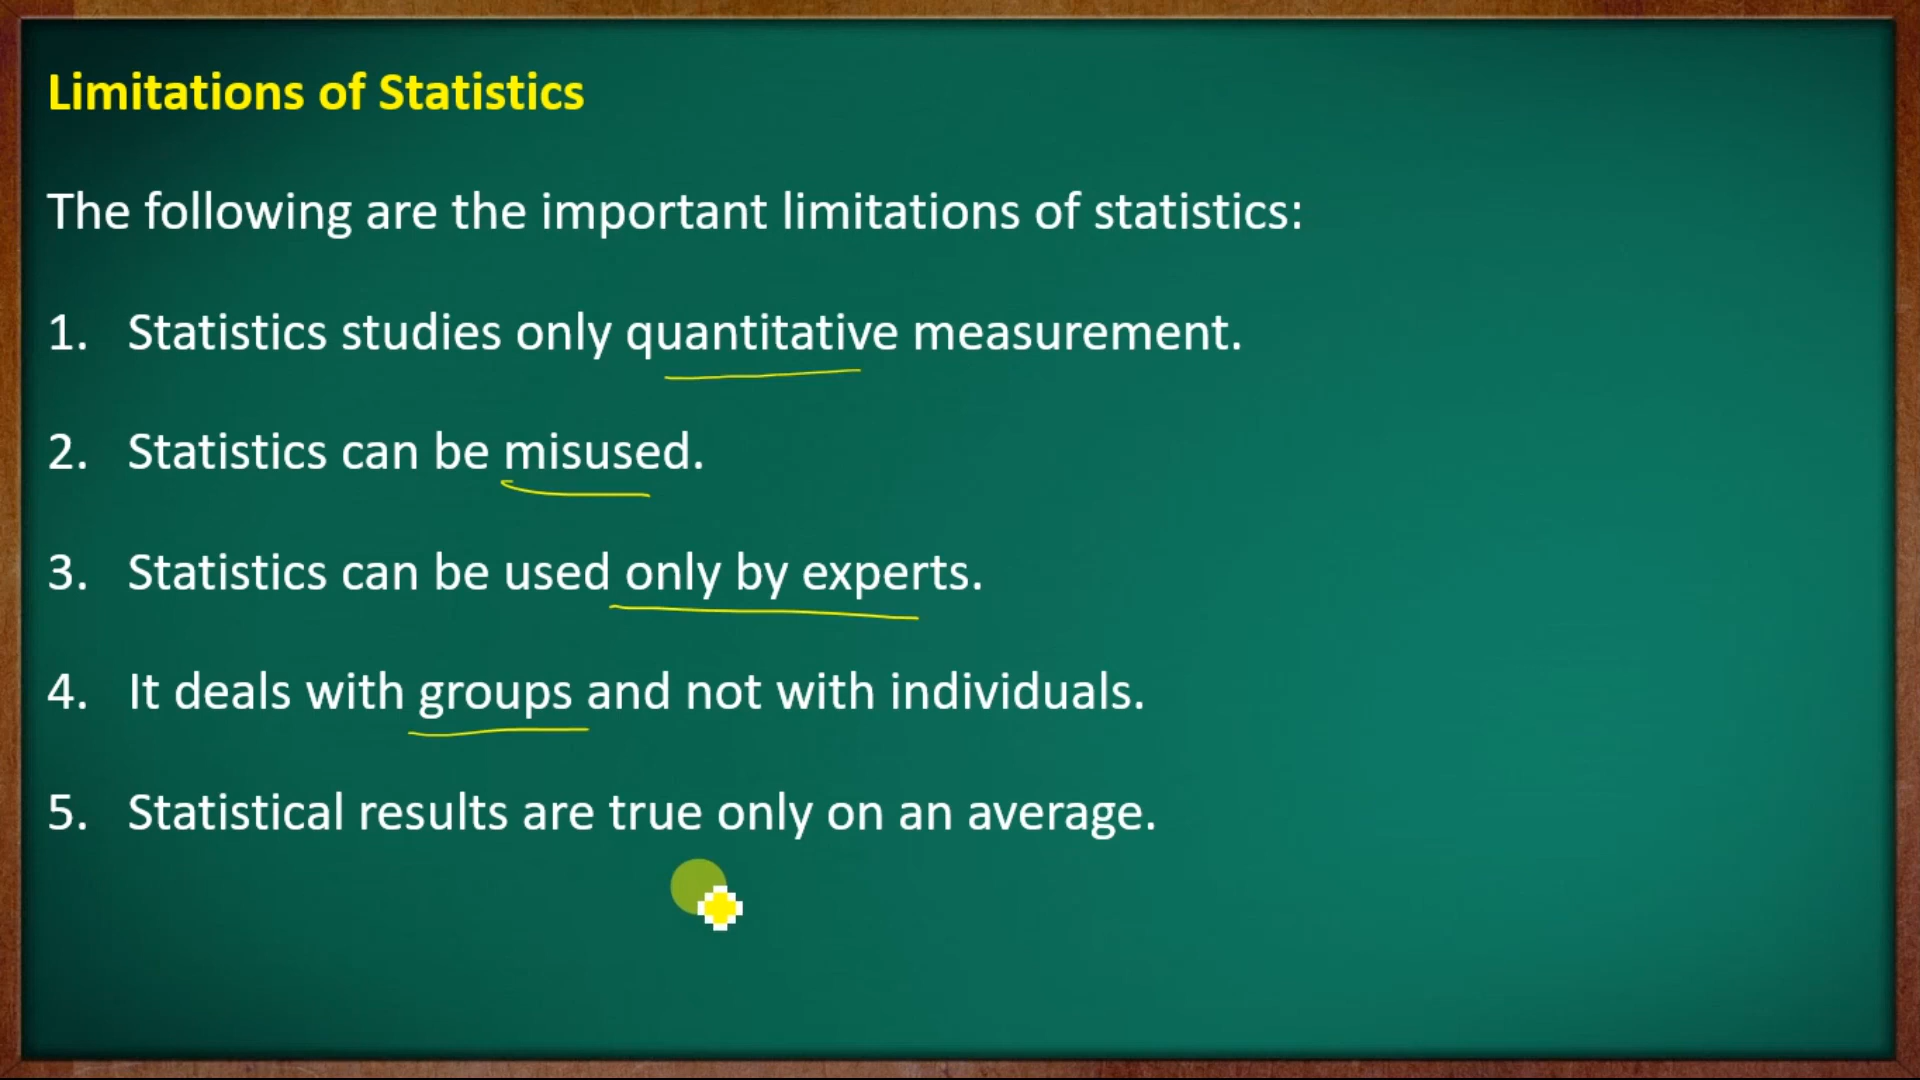 Limitations of Statistics
The following are the important limitations of statistics:
1. Statistics studies only quantitative measurement.
2. Statistics can be misused.
3. Statistics can be used only by experts.
4. It deals with groups and not with individuals.
5. Statistical results are true only on an average.